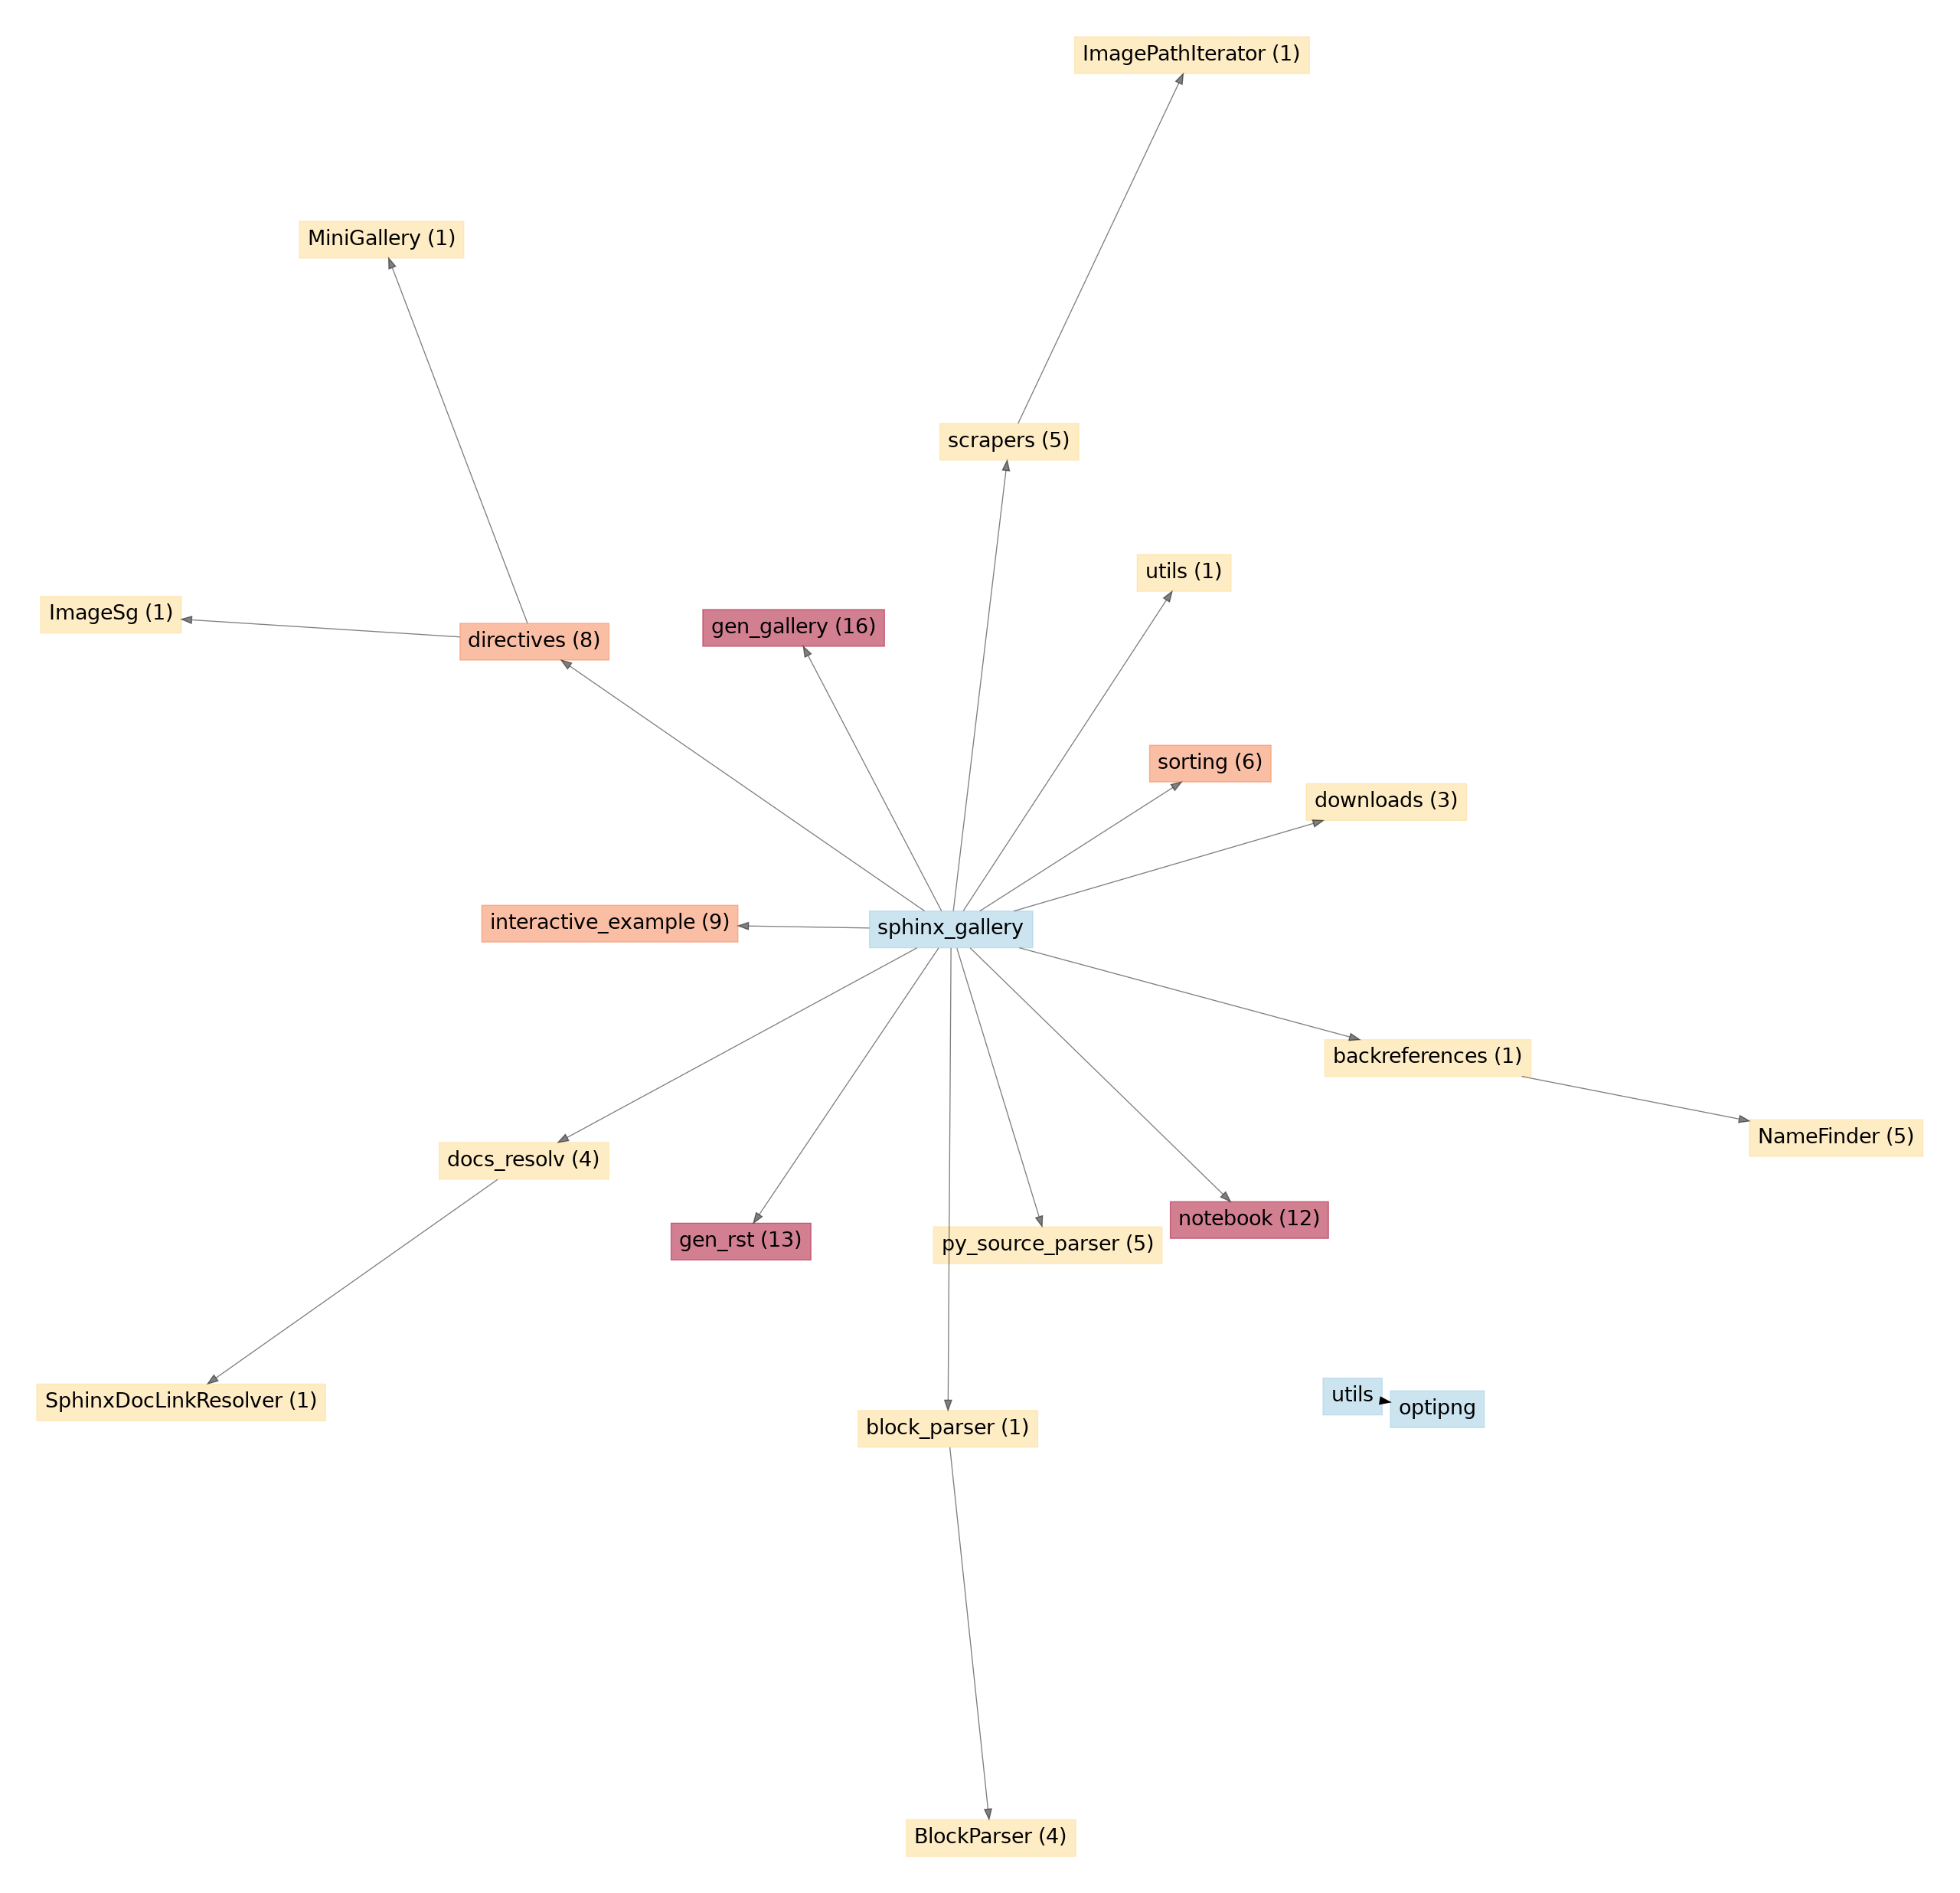 ImagePathIterator (1)
MiniGallery (1)
scrapers (5)
utils (1)
ImageSg (1)
gen_gallery (16)
directives (8)
sorting (6)
downloads (3)
interactive_example (9)
sphinx_gallery
backreferences (1)
NameFinder (5)
docs_resolv (4)
notebook (12)
gen_rst (13)
py_source_parser (5)
utils
SphinxDocLinkResolver (1)
optipng
block_parser (1)
BlockParser (4)